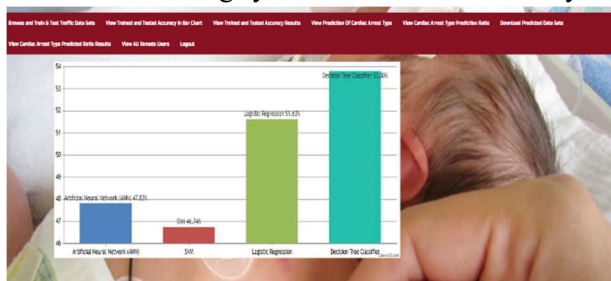 Browse and Train & Test Traffic Data Sets View Trained and Tested Accuracy in Bar Chart View Trained and Tested Accuracy Results View Prediction Of Cardiac Arrest Type View Cardiac Arrest Type Prediction Ratio Download Predicted Data Sets
View Cardiac Arrest Type Predicted Ratio Results View All Remote Users Logout
54
Decision Tree Classifier
53
52
Logistic Regression 51.63%
51
50
49
48
Artificial Neural Network (ANN) 47.83%
47
SVM 46.74%
46
Artificial Neural Network (ANN) SVM Logistic Regression Decision Tree Classifier